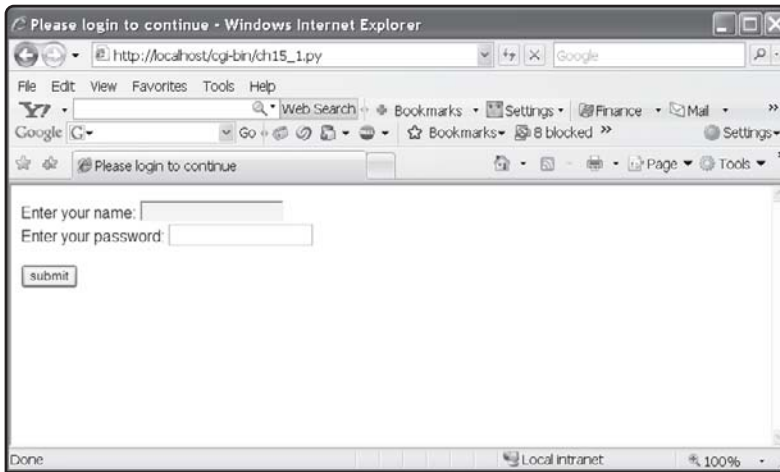 Please login to continue - Windows Internet Explorer
http://localhost/cgi-bin/ch15_1.py
Google
File Edit View Favorites Tools Help
Y! Web Search Bookmarks Settings Finance Mail »
Google G Go Bookmarks 8 blocked » Settings
Please login to continue Page Tools
Enter your name:
Enter your password:
submit
Done Local intranet 100%